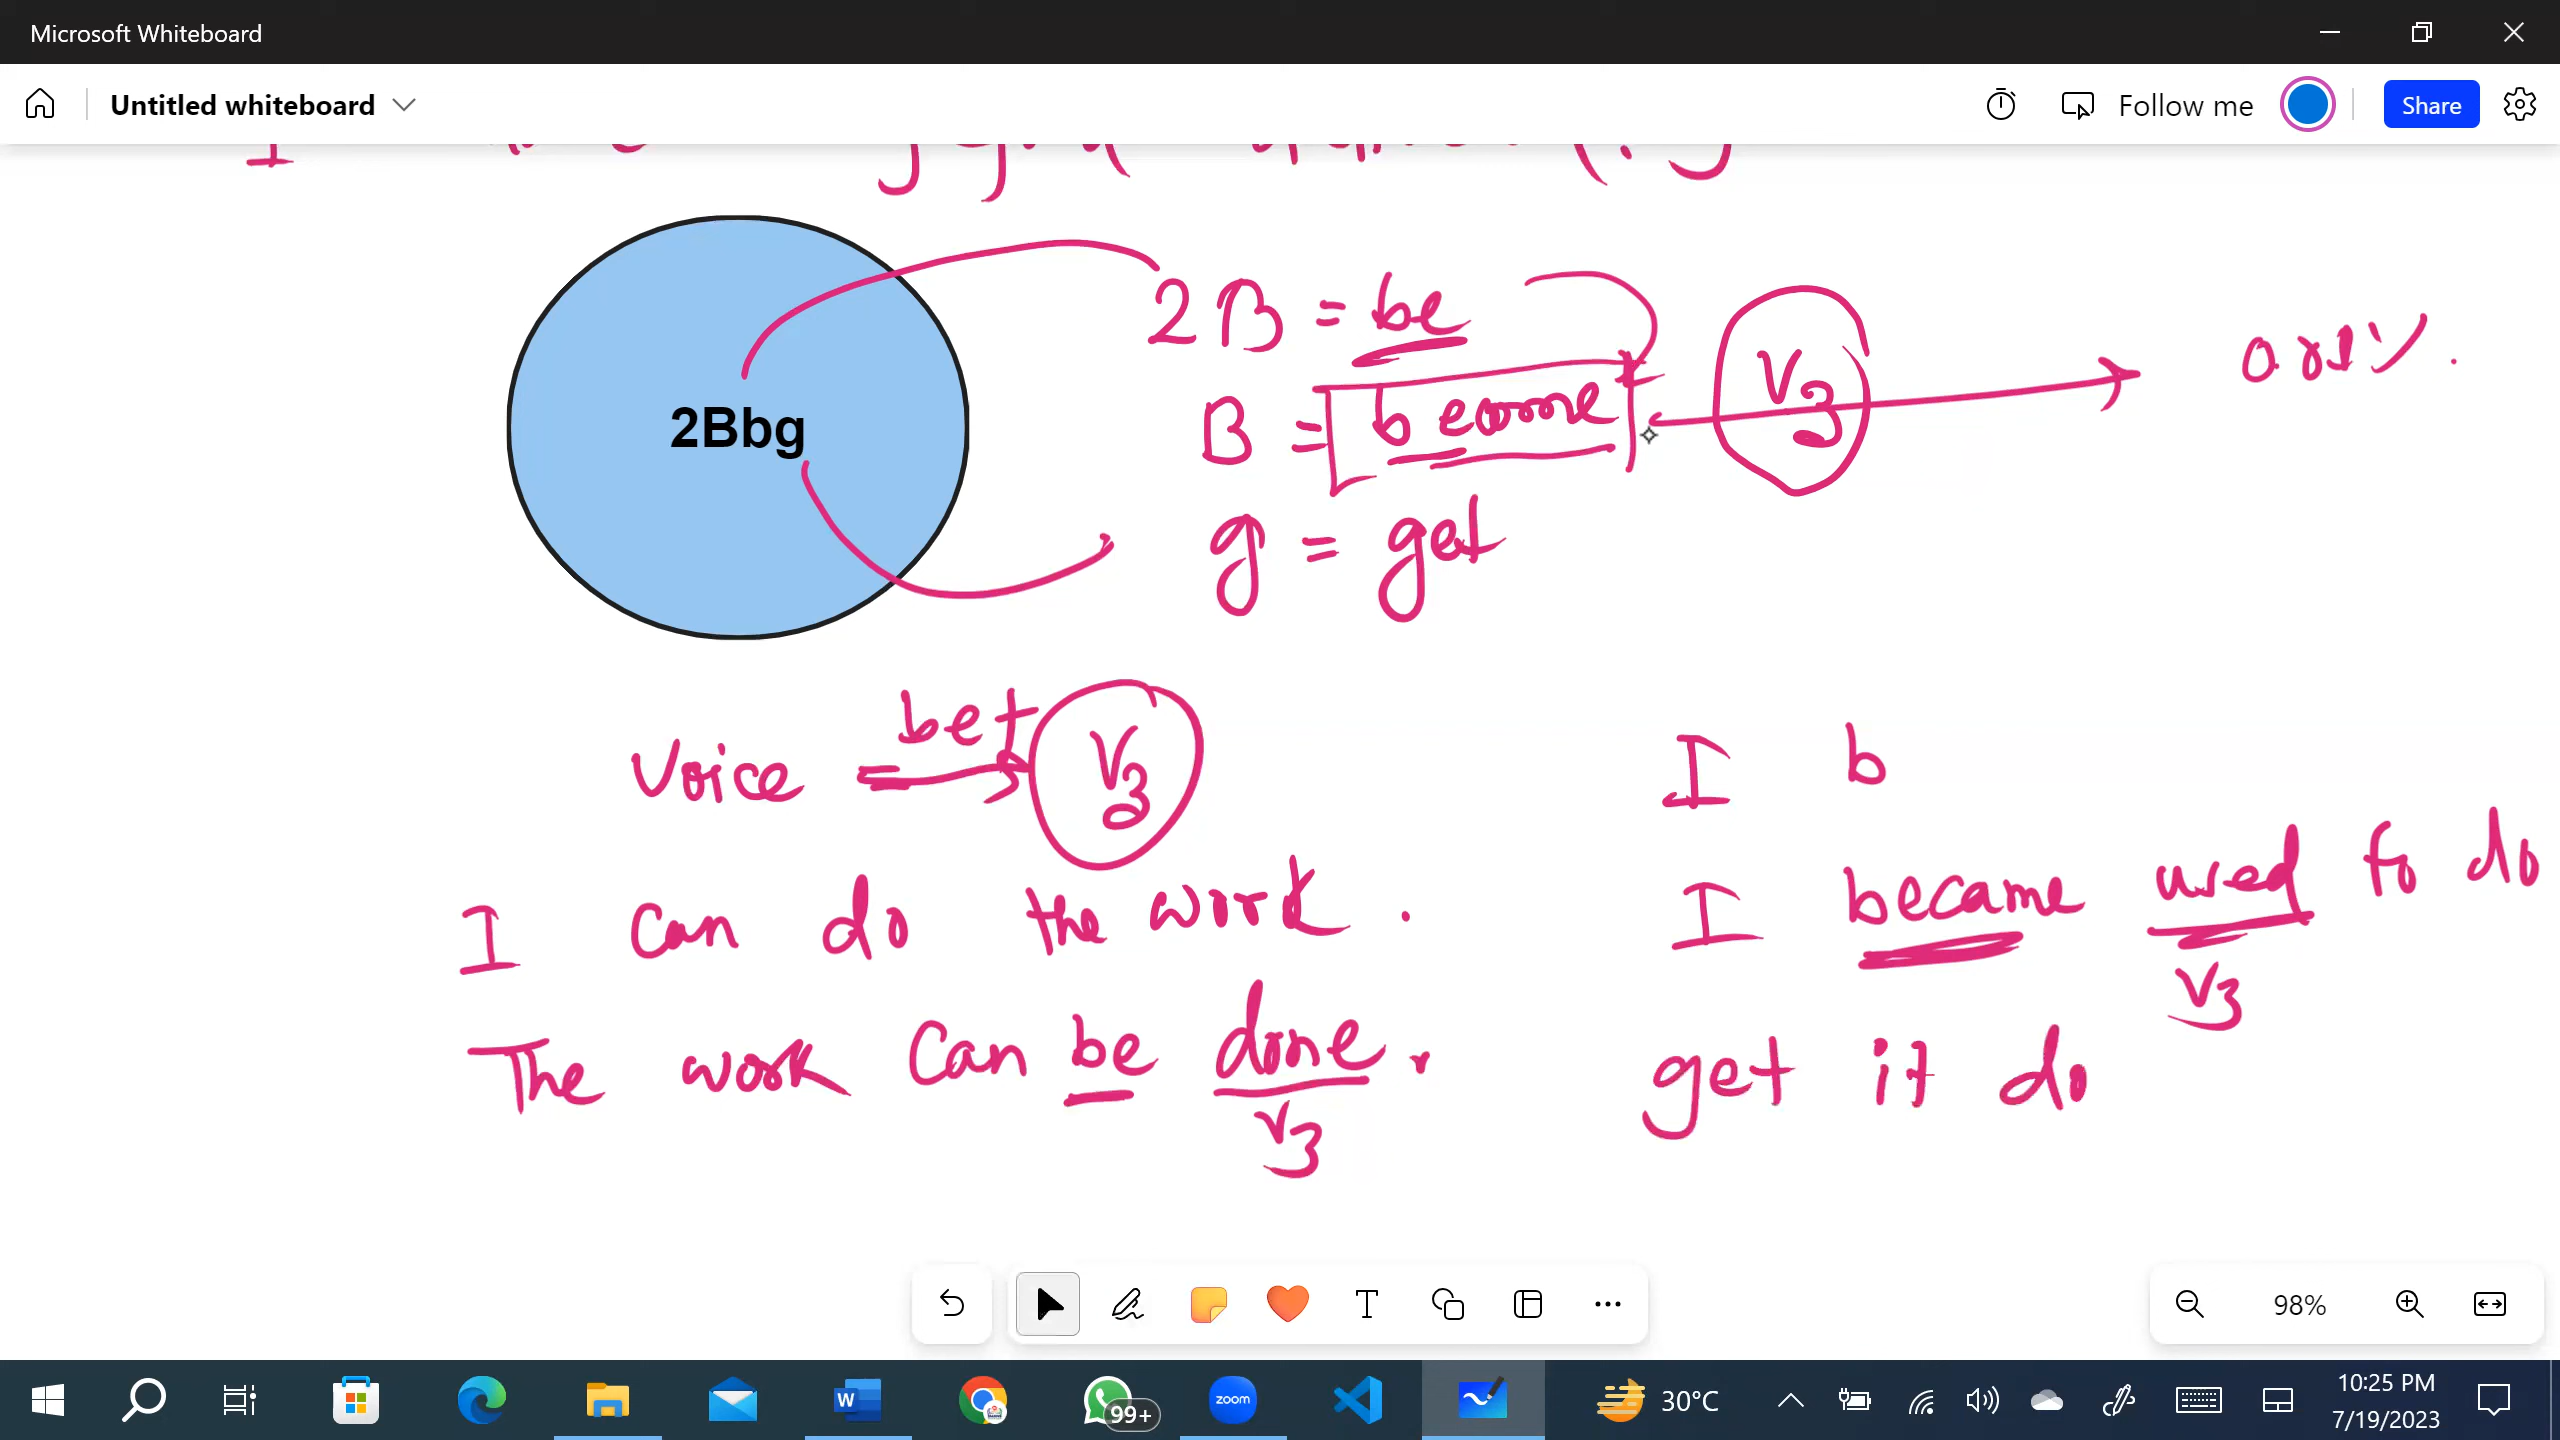 Microsoft Whiteboard
Untitled whiteboard
Follow me
Share
2B = be
B = become +
V3
g = get
2Bbg
Voice be+ V3
I b
I can do the work.
I became used to do
V3
The work can be done.
V3
get it do
98%
99+
zoom
30°C
10:25 PM
7/19/2023